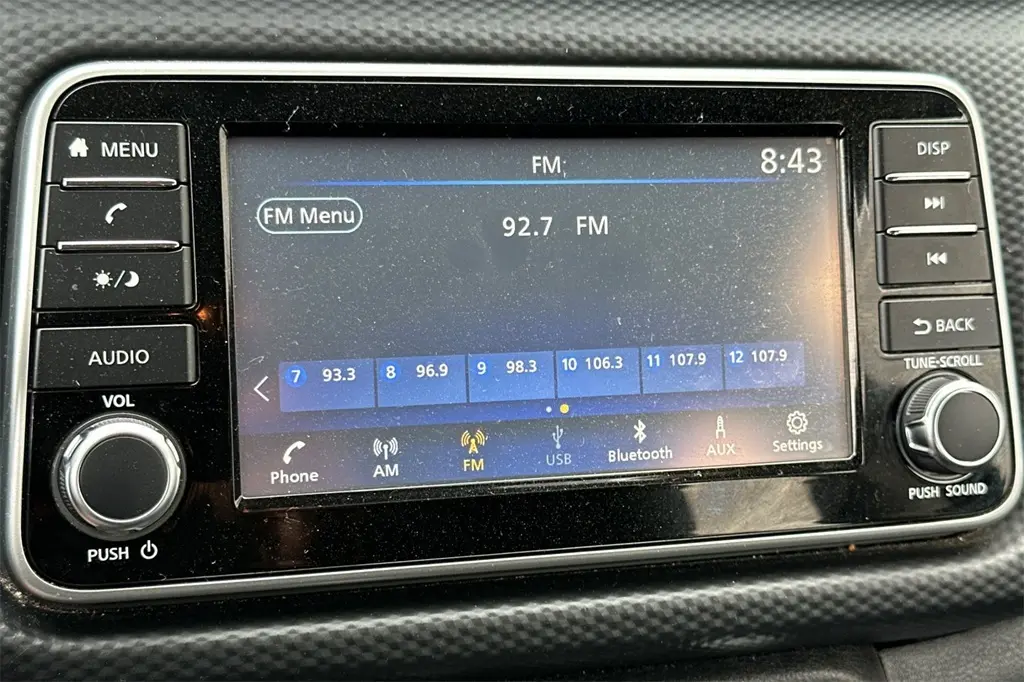 MENU
AUDIO
VOL
PUSH
FM
8:43
FM Menu
92.7 FM
7 93.3
8 96.9
9 98.3
10 106.3
11 107.9
12 107.9
Phone
AM
FM
USB
Bluetooth
AUX
Settings
DISP
BACK
TUNE-SCROLL
PUSH SOUND